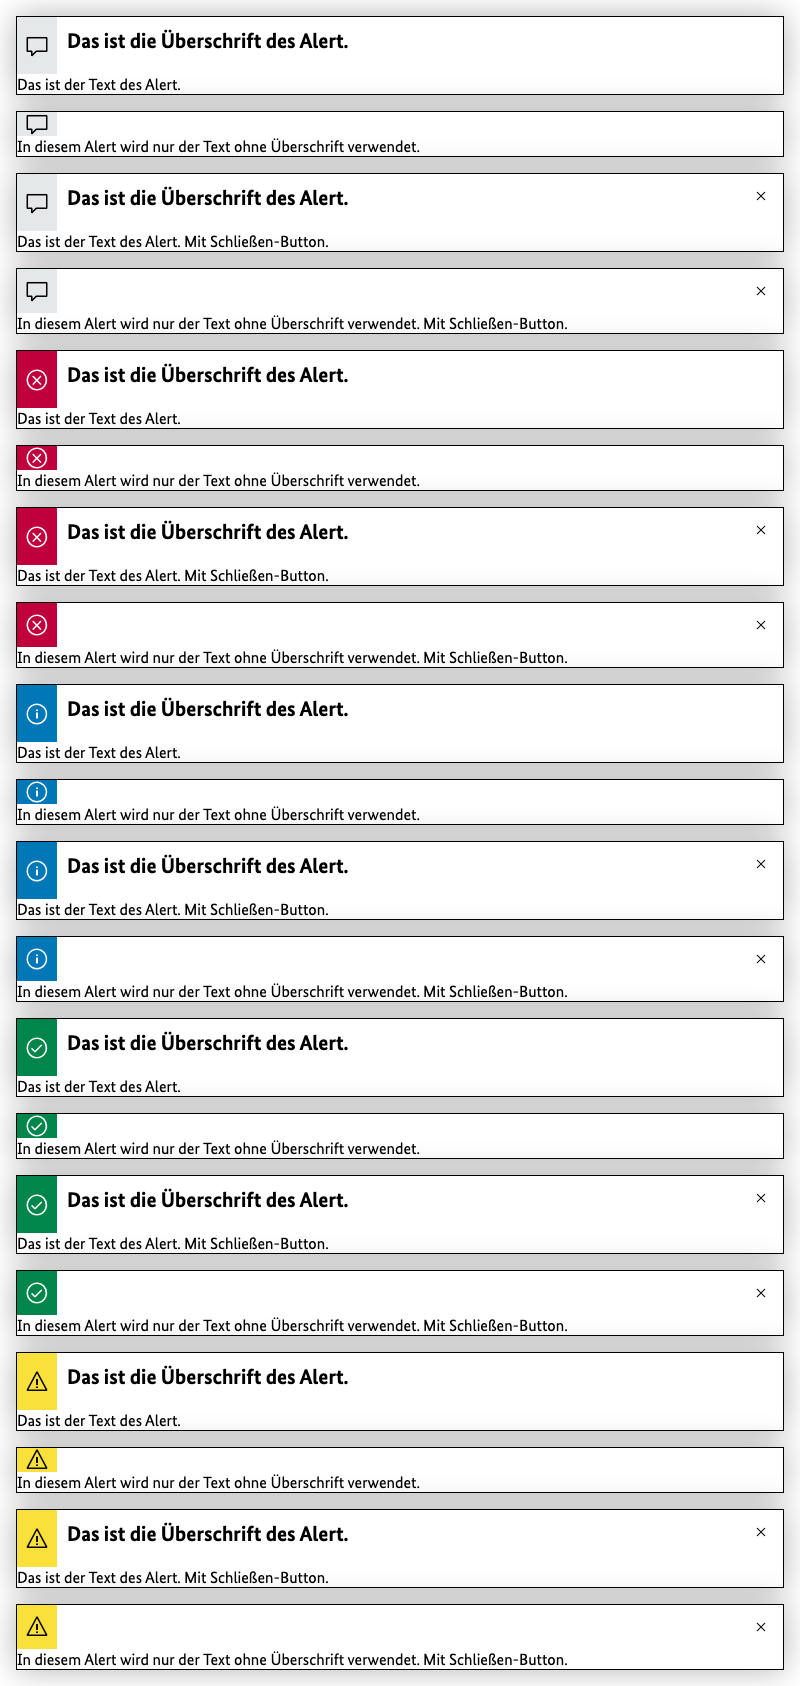 Das ist die Überschrift des Alert.
Das ist der Text des Alert.
In diesem Alert wird nur der Text ohne Überschrift verwendet.
Das ist die Überschrift des Alert.
Das ist der Text des Alert. Mit Schließen-Button.
In diesem Alert wird nur der Text ohne Überschrift verwendet. Mit Schließen-Button.
Das ist die Überschrift des Alert.
Das ist der Text des Alert.
In diesem Alert wird nur der Text ohne Überschrift verwendet.
Das ist die Überschrift des Alert.
Das ist der Text des Alert. Mit Schließen-Button.
In diesem Alert wird nur der Text ohne Überschrift verwendet. Mit Schließen-Button.
Das ist die Überschrift des Alert.
Das ist der Text des Alert.
In diesem Alert wird nur der Text ohne Überschrift verwendet.
Das ist die Überschrift des Alert.
Das ist der Text des Alert. Mit Schließen-Button.
In diesem Alert wird nur der Text ohne Überschrift verwendet. Mit Schließen-Button.
Das ist die Überschrift des Alert.
Das ist der Text des Alert.
In diesem Alert wird nur der Text ohne Überschrift verwendet.
Das ist die Überschrift des Alert.
Das ist der Text des Alert. Mit Schließen-Button.
In diesem Alert wird nur der Text ohne Überschrift verwendet. Mit Schließen-Button.
Das ist die Überschrift des Alert.
Das ist der Text des Alert.
In diesem Alert wird nur der Text ohne Überschrift verwendet.
Das ist die Überschrift des Alert.
Das ist der Text des Alert. Mit Schließen-Button.
In diesem Alert wird nur der Text ohne Überschrift verwendet. Mit Schließen-Button.